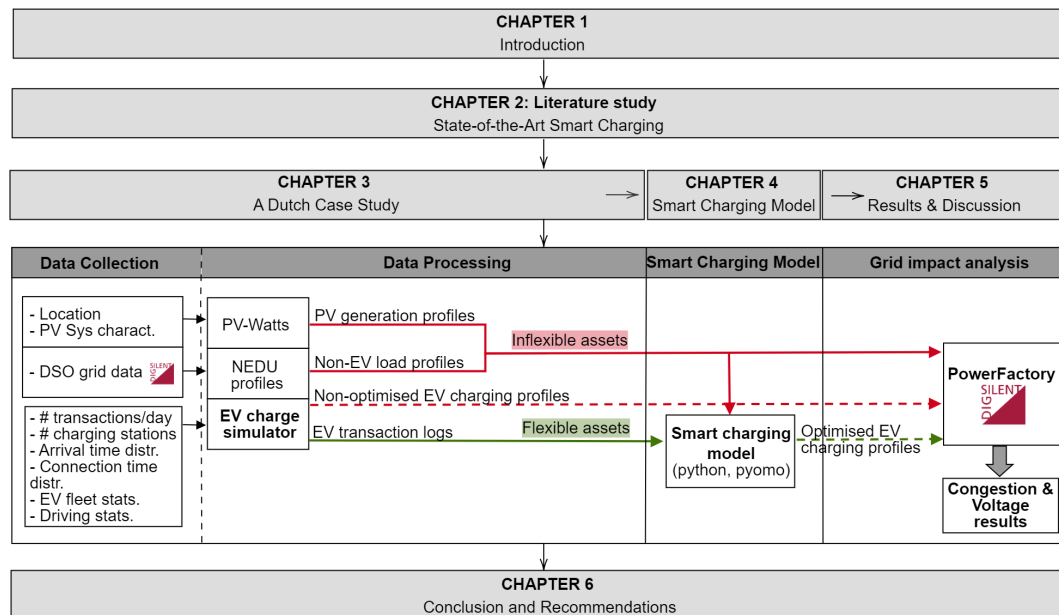 CHAPTER 1
Introduction
CHAPTER 2: Literature study
State-of-the-Art Smart Charging
CHAPTER 3
A Dutch Case Study
CHAPTER 4
Smart Charging Model
CHAPTER 5
Results & Discussion
Data Collection
Data Processing
Smart Charging Model
Grid impact analysis
- Location
- PV Sys charact.
- DSO grid data
DIgSILENT
- # transactions/day
- # charging stations
- Arrival time distr.
- Connection time
distr.
- EV fleet stats.
- Driving stats.
PV-Watts
NEDU
profiles
EV charge
simulator
PV generation profiles
Inflexible assets
Non-EV load profiles
Non-optimised EV charging profiles
EV transaction logs
Flexible assets
Smart charging
model
(python, pyomo)
Optimised EV
charging profiles
PowerFactory
DIgSILENT
Congestion &
Voltage
results
CHAPTER 6
Conclusion and Recommendations